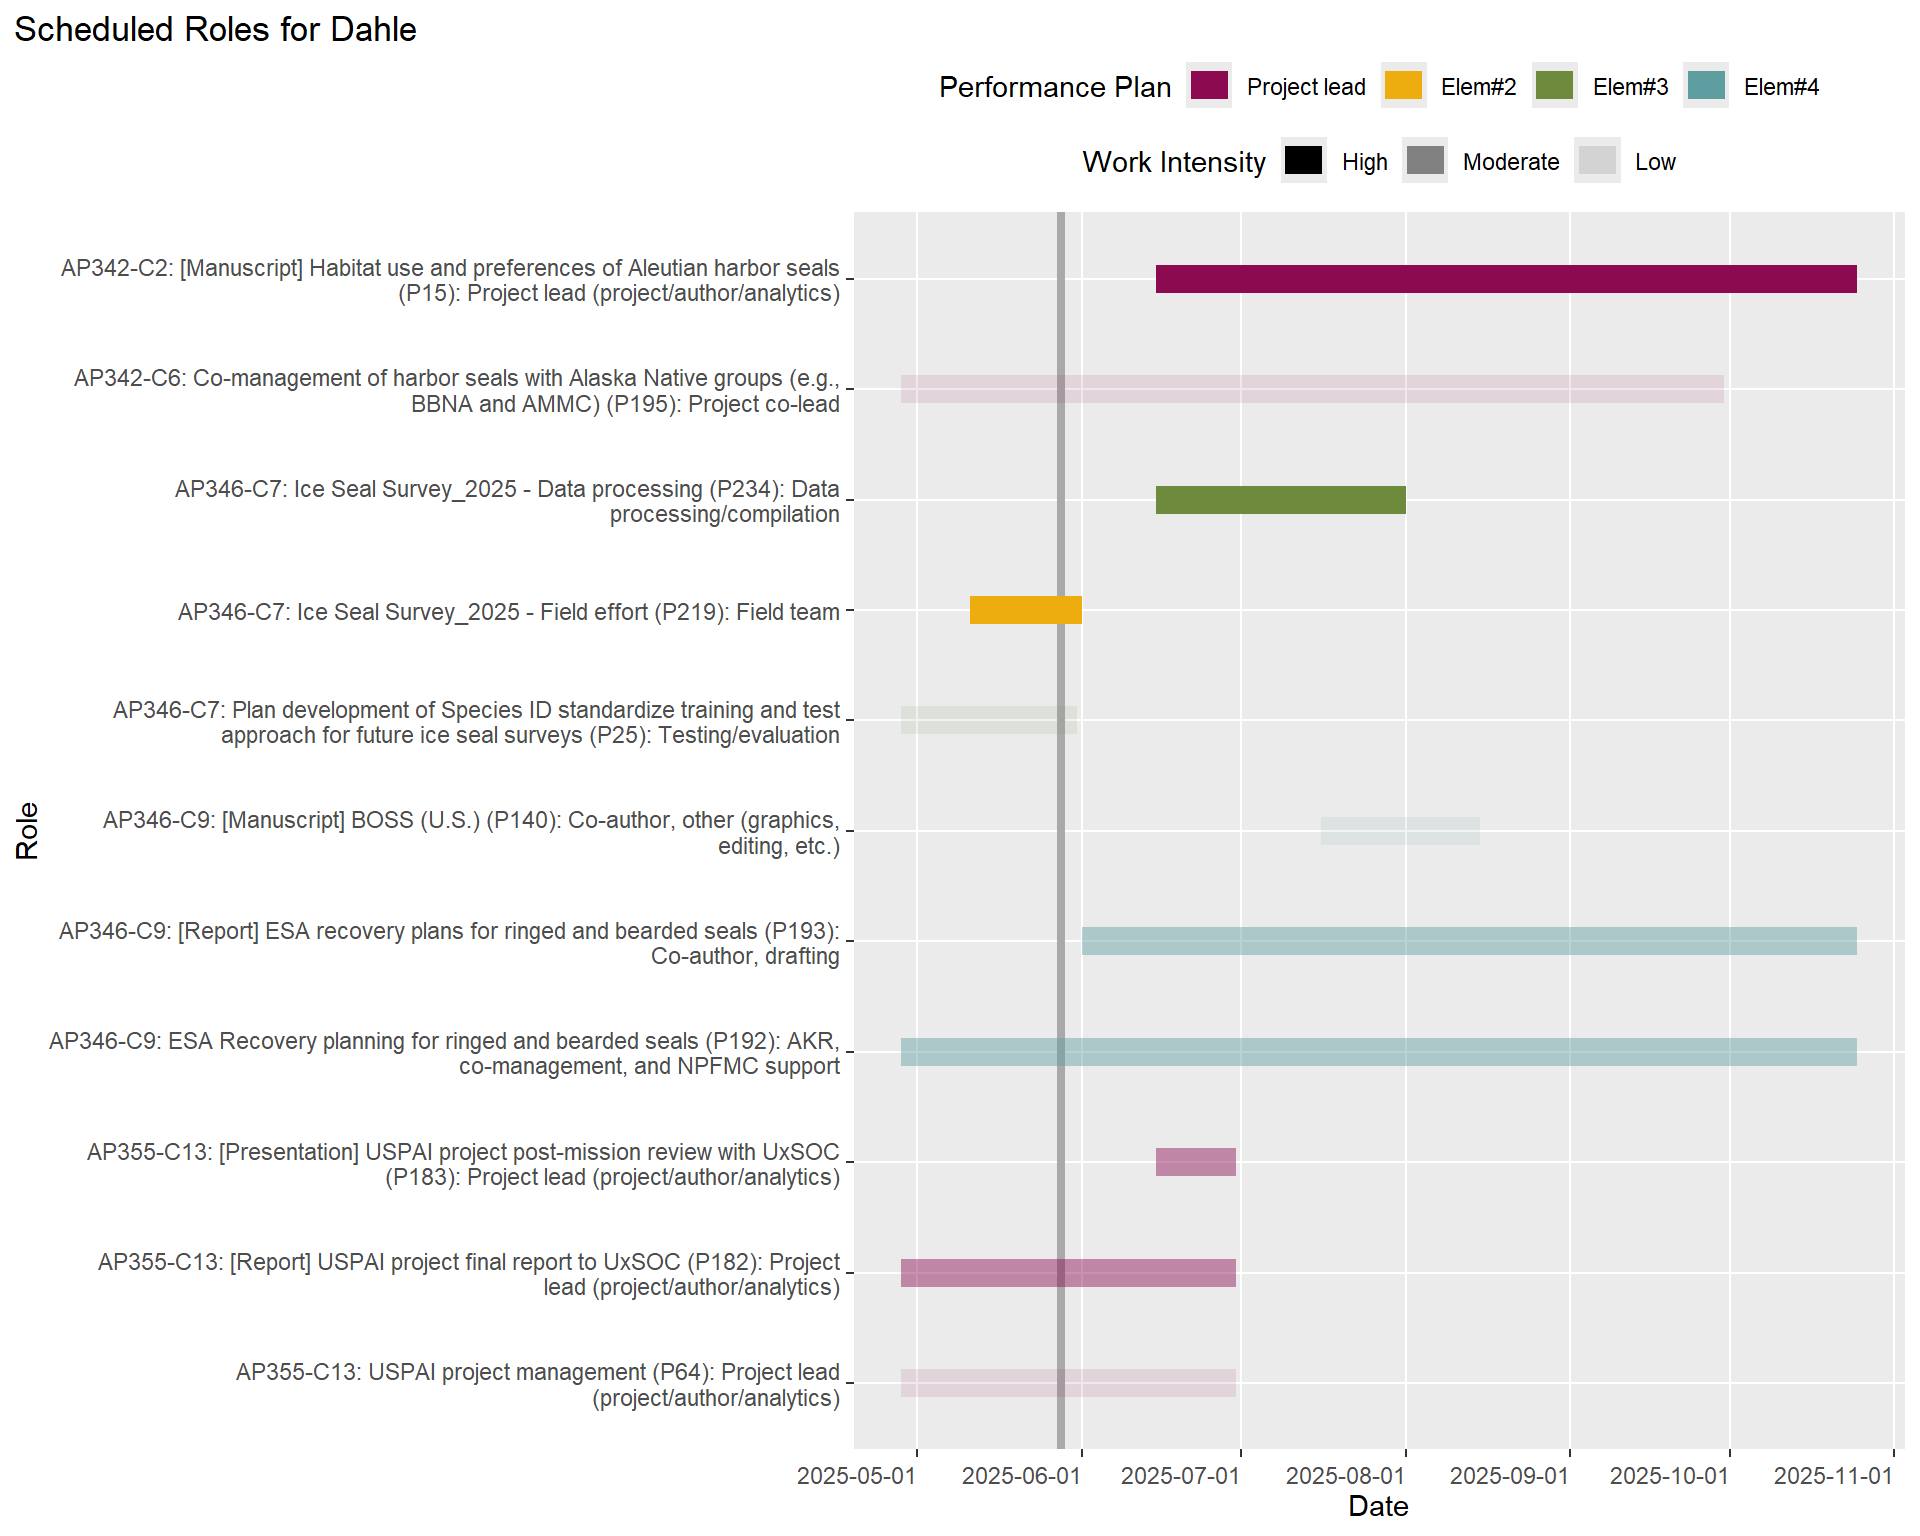 Scheduled Roles for Dahle
Performance Plan Project lead Elem#2 Elem#3 Elem#4
Work Intensity High Moderate Low
AP342-C2: [Manuscript] Habitat use and preferences of Aleutian harbor seals
(P15): Project lead (project/author/analytics)
AP342-C6: Co-management of harbor seals with Alaska Native groups (e.g.,
BBNA and AMMC) (P195): Project co-lead
AP346-C7: Ice Seal Survey_2025 - Data processing (P234): Data
processing/compilation
AP346-C7: Ice Seal Survey_2025 - Field effort (P219): Field team
AP346-C7: Plan development of Species ID standardize training and test
approach for future ice seal surveys (P25): Testing/evaluation
AP346-C9: [Manuscript] BOSS (U.S.) (P140): Co-author, other (graphics,
editing, etc.)
AP346-C9: [Report] ESA recovery plans for ringed and bearded seals (P193):
Co-author, drafting
AP346-C9: ESA Recovery planning for ringed and bearded seals (P192): AKR,
co-management, and NPFMC support
AP355-C13: [Presentation] USPAI project post-mission review with UxSOC
(P183): Project lead (project/author/analytics)
AP355-C13: [Report] USPAI project final report to UxSOC (P182): Project
lead (project/author/analytics)
AP355-C13: USPAI project management (P64): Project lead
(project/author/analytics)
Role
2025-05-01 2025-06-01 2025-07-01 2025-08-01 2025-09-01 2025-10-01 2025-11-01
Date